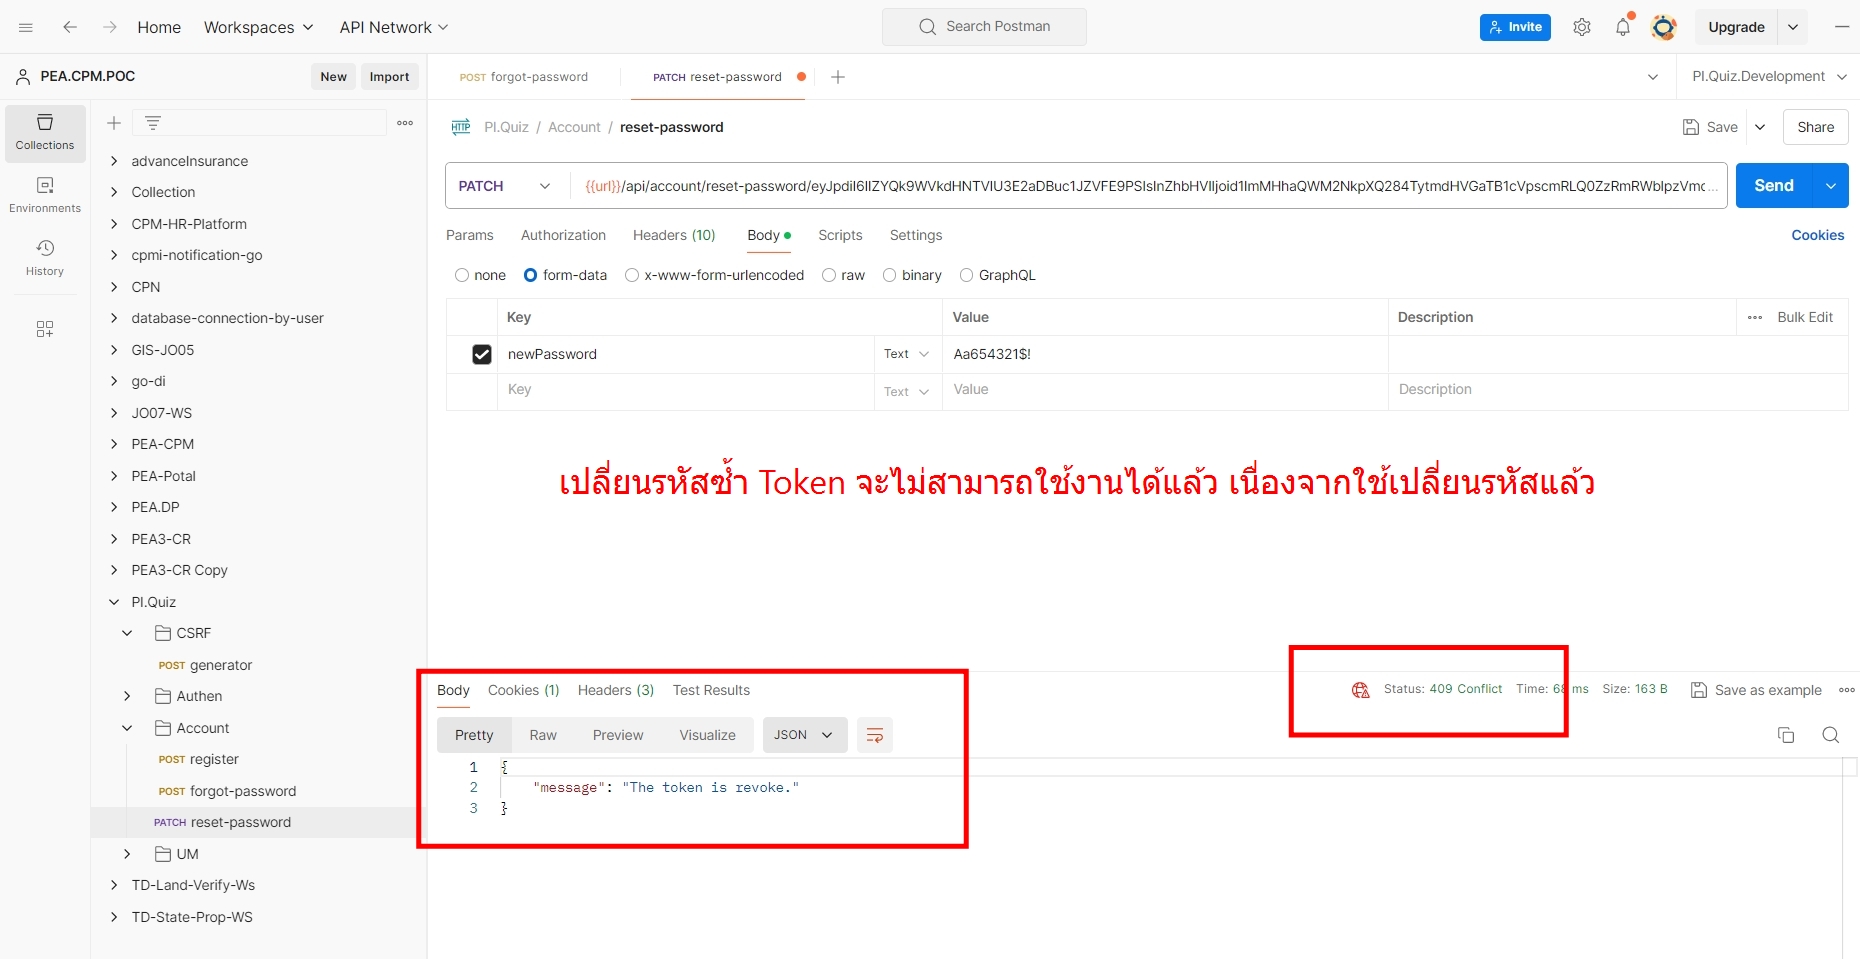 Home Workspaces API Network Search Postman Invite Upgrade
PEA.CPM.POC New Import POST forgot-password PATCH reset-password PI.Quiz.Development
Collections
Environments
History
advanceInsurance
Collection
CPM-HR-Platform
cpmi-notification-go
CPN
database-connection-by-user
GIS-JO05
go-di
JO07-WS
PEA-CPM
PEA-Potal
PEA.DP
PEA3-CR
PEA3-CR Copy
PI.Quiz
CSRF
POST generator
Authen
Account
POST register
POST forgot-password
PATCH reset-password
UM
TD-Land-Verify-Ws
TD-State-Prop-WS
HTTP PI.Quiz / Account / reset-password Save Share
PATCH Send
Params Authorization Headers (10) Body Scripts Settings Cookies
none form-data x-www-form-urlencoded raw binary GraphQL
Key Value Description Bulk Edit
newPassword Text Aa654321$!
Key Text Value Description
เปลี่ยนรหัสซ้ำ Token จะไม่สามารถใช้งานได้แล้ว เนื่องจากใช้เปลี่ยนรหัสแล้ว
Body Cookies (1) Headers (3) Test Results Status: 409 Conflict Time: 68 ms Size: 163 B Save as example
Pretty Raw Preview Visualize JSON
1 {
2 "message": "The token is revoke."
3 }